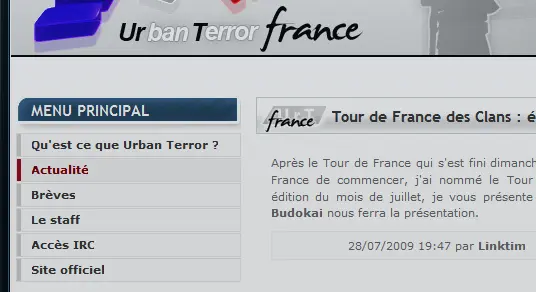 Urban Terror france
MENU PRINCIPAL
Qu'est ce que Urban Terror ?
Actualité
Brèves
Le staff
Accès IRC
Site officiel
UrT france
Tour de France des Clans : é
Après le Tour de France qui s'est fini dimanch
France de commencer, j'ai nommé le Tour
édition du mois de juillet, je vous présente
Budokai nous ferra la présentation.
28/07/2009 19:47 par Linktim